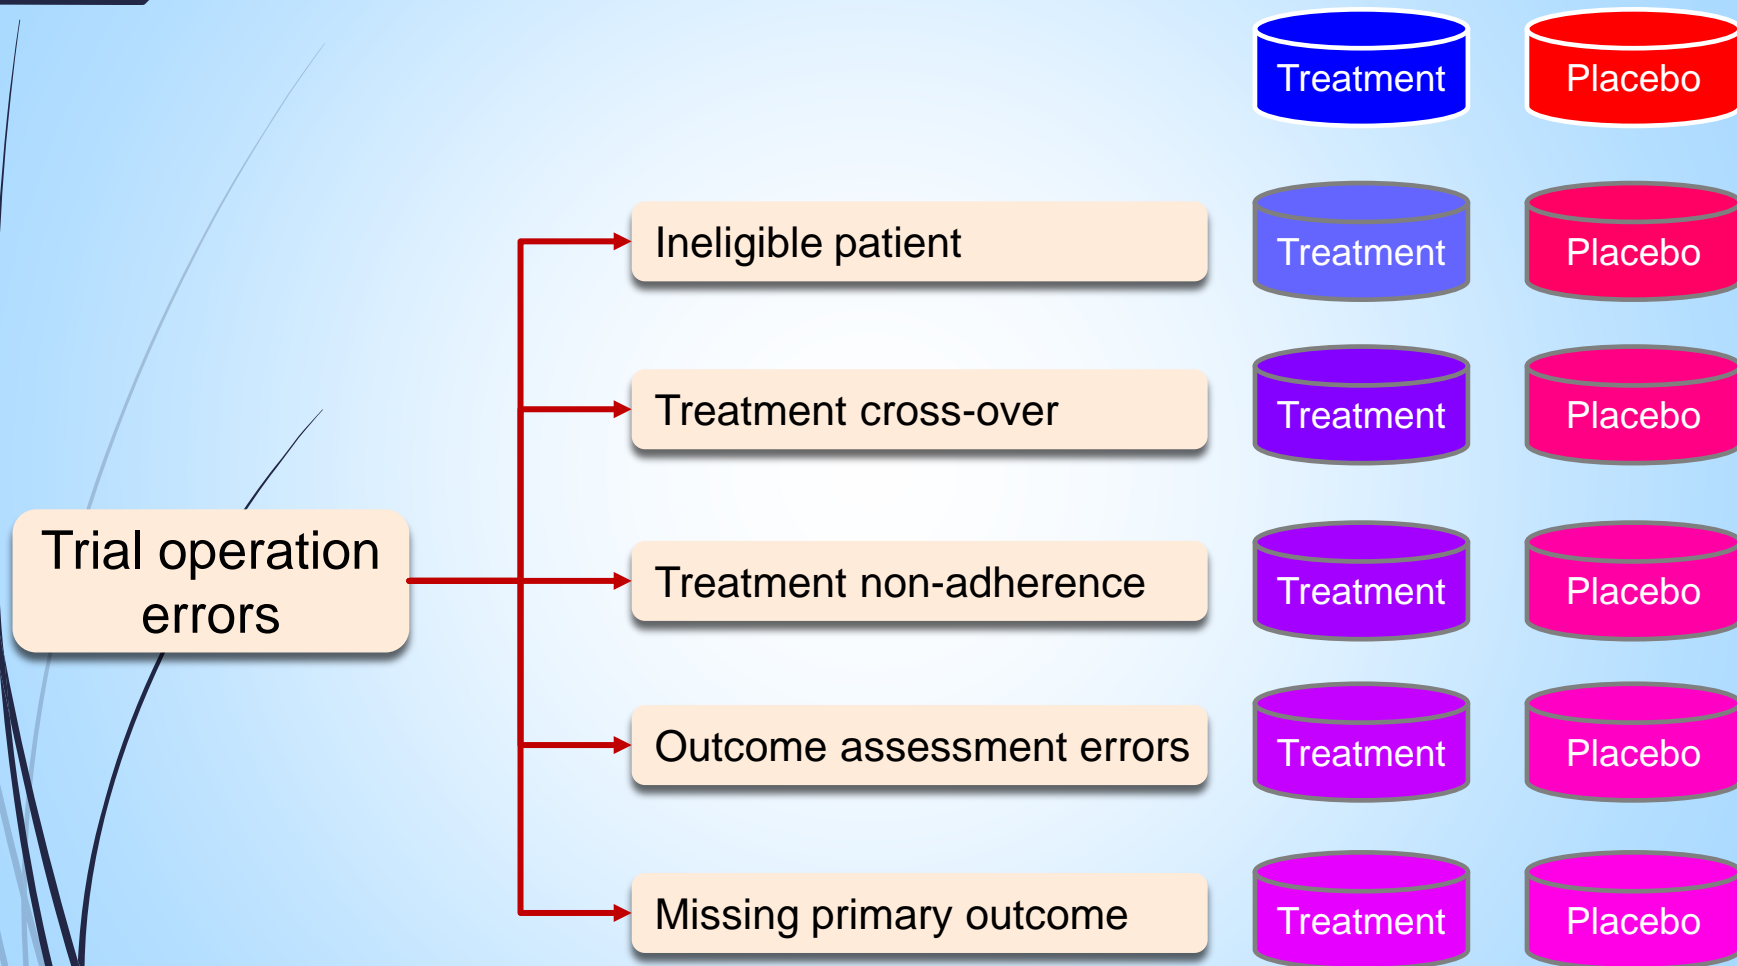 Treatment
Placebo
Ineligible patient
Treatment
Placebo
Treatment cross-over
Treatment
Placebo
Trial operation
errors
Treatment non-adherence
Treatment
Placebo
Outcome assessment errors
Treatment
Placebo
Missing primary outcome
Treatment
Placebo